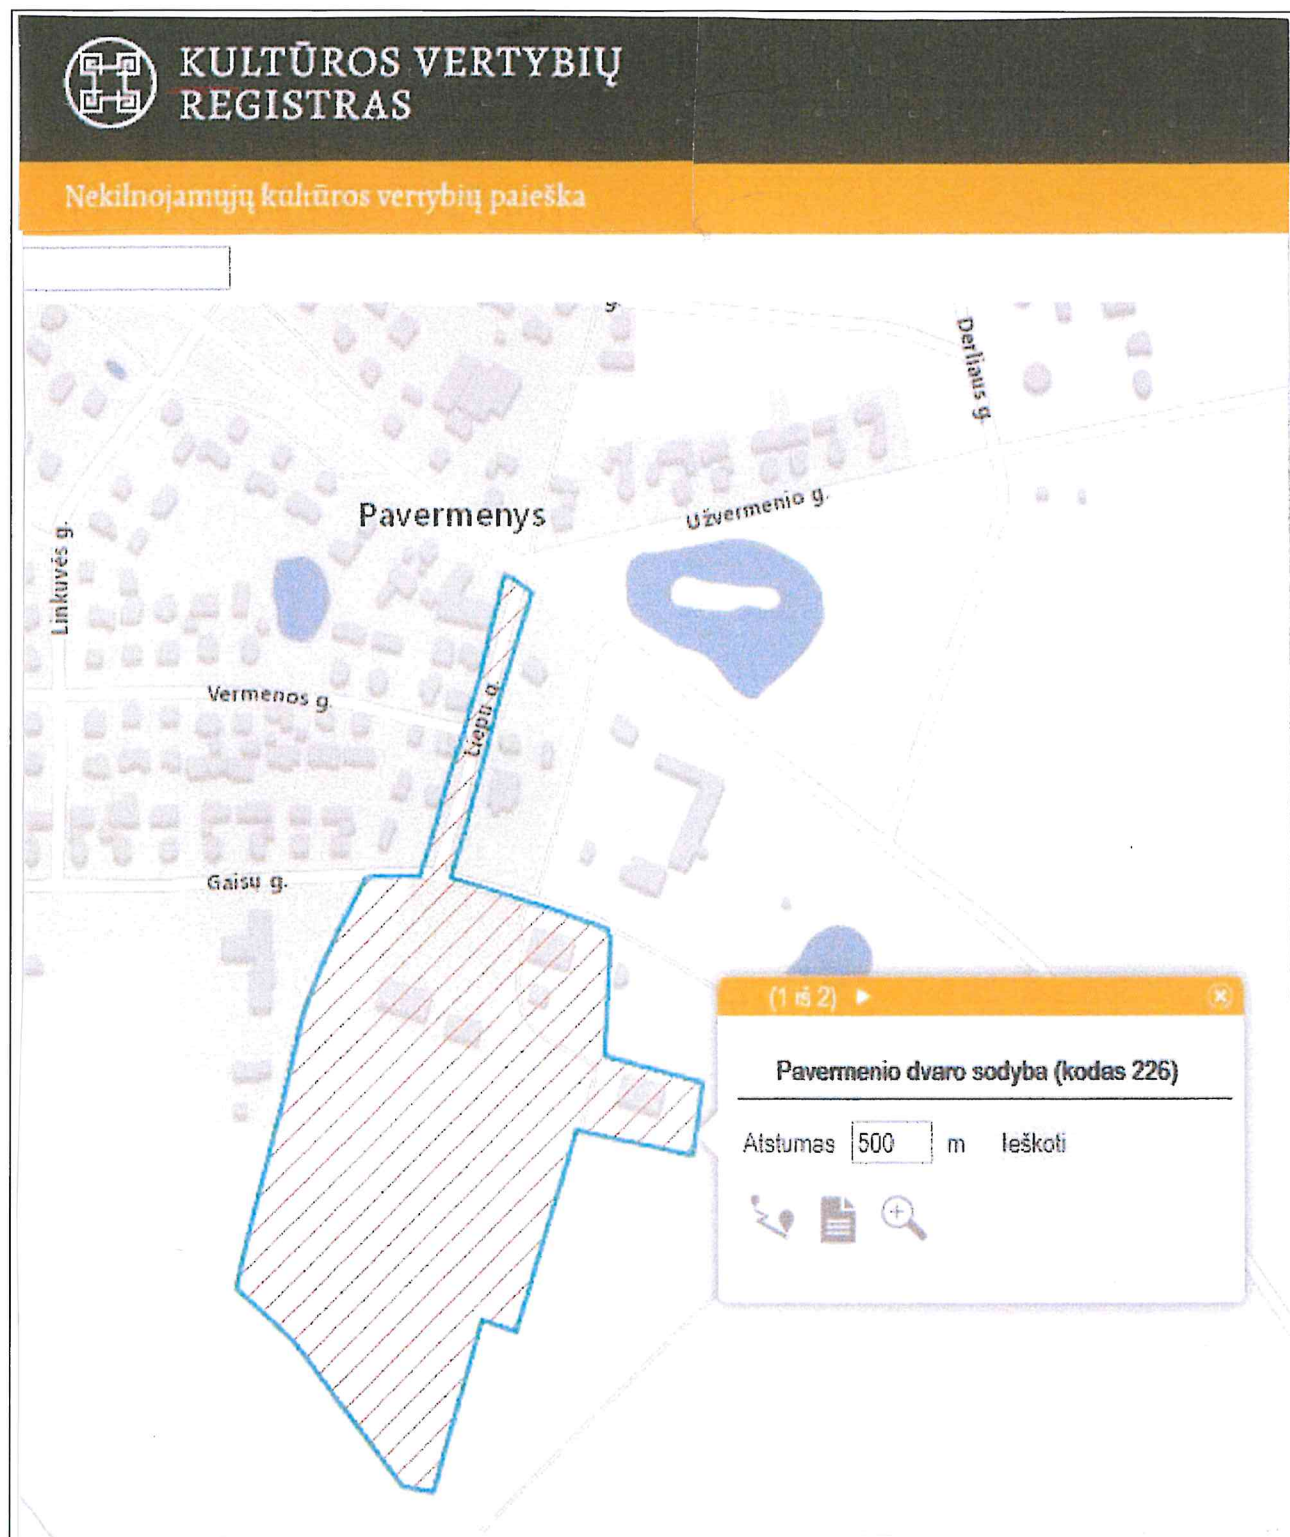 KULTŪROS VERTYBIŲ
REGISTRAS
Nekilnojamųjų kultūros vertybių paieška
g.
Derliaus g.
Pavermenys
Užvermenio g.
Linkuvės g.
Vermenos g.
Liepų g.
Gaisų g.
(1 iš 2)
Pavermenio dvaro sodyba (kodas 226)
Atstumas 500 m Ieškoti